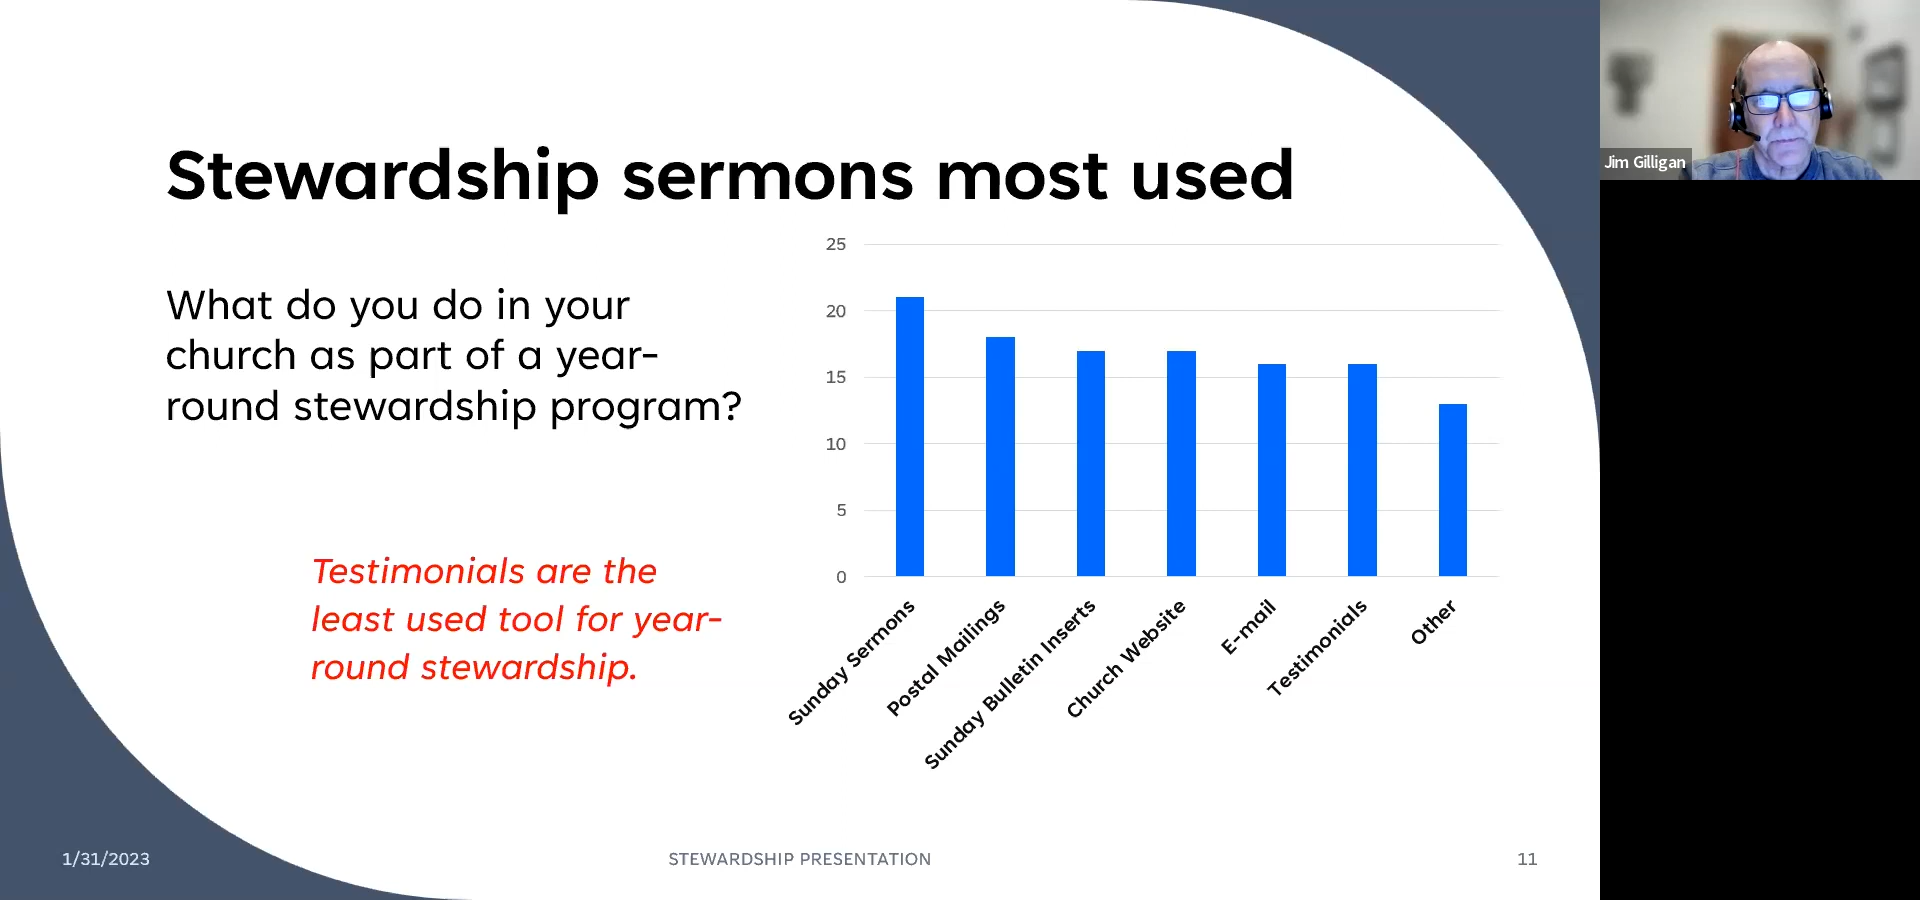 Stewardship sermons most used
What do you do in your
church as part of a year-
round stewardship program?
Testimonials are the
least used tool for year-
round stewardship.
25
20
15
10
5
0
Sunday Sermons
Postal Mailings
Sunday Bulletin Inserts
Church Website
E-mail
Testimonials
Other
1/31/2023
STEWARDSHIP PRESENTATION
11
Jim Gilligan